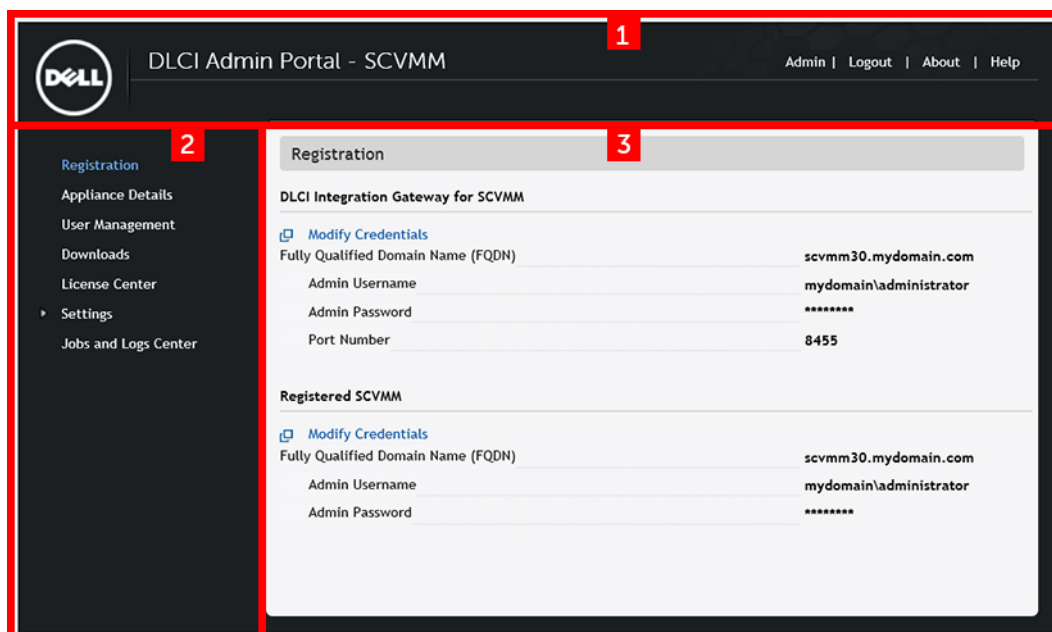 1
DELL
DLCI Admin Portal - SCVMM
Admin | Logout | About | Help
2
Registration
Appliance Details
User Management
Downloads
License Center
Settings
Jobs and Logs Center
3
Registration
DLCI Integration Gateway for SCVMM
Modify Credentials
Fully Qualified Domain Name (FQDN) scvmm30.mydomain.com
Admin Username mydomain\administrator
Admin Password ********
Port Number 8455
Registered SCVMM
Modify Credentials
Fully Qualified Domain Name (FQDN) scvmm30.mydomain.com
Admin Username mydomain\administrator
Admin Password ********